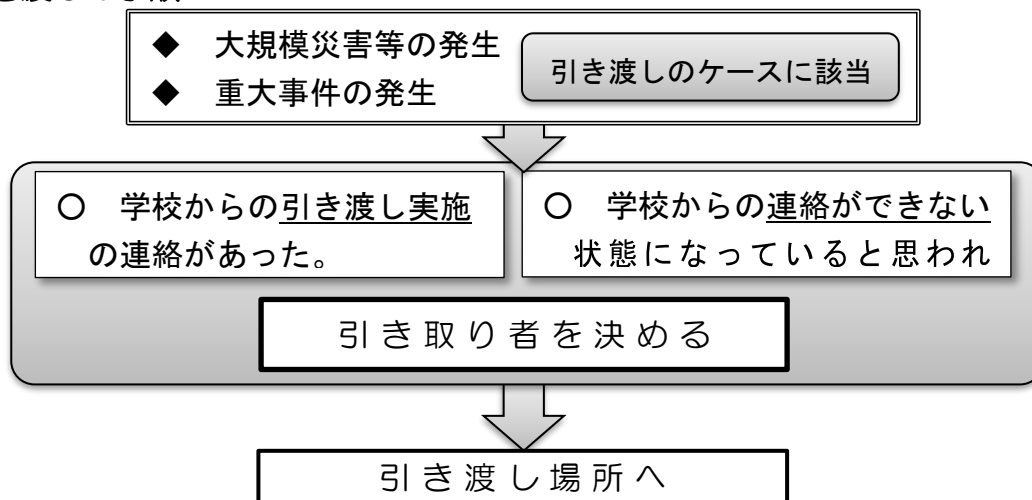 ◆ 大規模災害等の発生
◆ 重大事件の発生
引き渡しのケースに該当
○ 学校からの引き渡し実施
の連絡があった。
○ 学校からの連絡ができない
状態になっていると思われ
引き取り者を決める
引き渡し場所へ